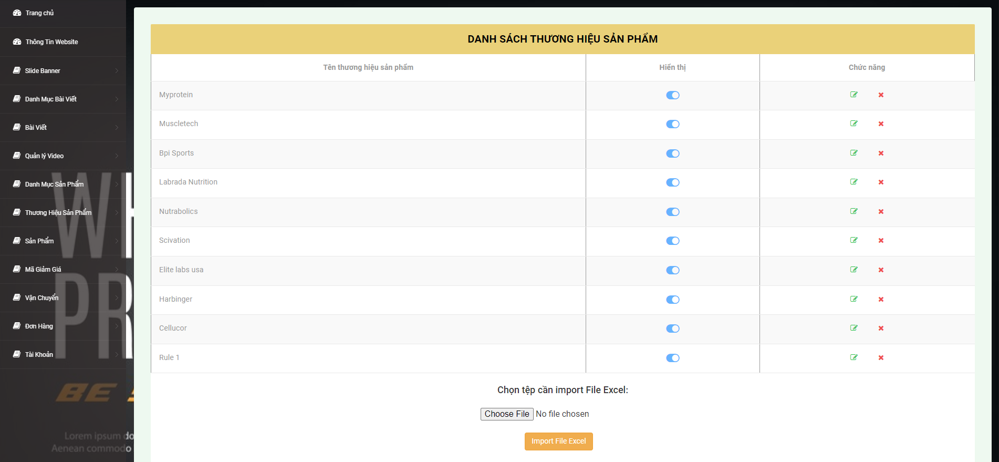 Trang chủ
Thông Tin Website
Slide Banner
Danh Mục Bài Viết
Bài Viết
Quản lý Video
Danh Mục Sản Phẩm
Thương Hiệu Sản Phẩm
Sản Phẩm
Mã Giảm Giá
Vận Chuyển
Đơn Hàng
Tài Khoản
WH
PR
BE
Lorem ipsum do
Aenean commodo
DANH SÁCH THƯƠNG HIỆU SẢN PHẨM
Tên thương hiệu sản phẩm Hiển thị Chức năng
Myprotein
Muscletech
Bpi Sports
Labrada Nutrition
Nutrabolics
Scivation
Elite labs usa
Harbinger
Cellucor
Rule 1
Chọn tệp cần import File Excel:
Choose File No file chosen
Import File Excel